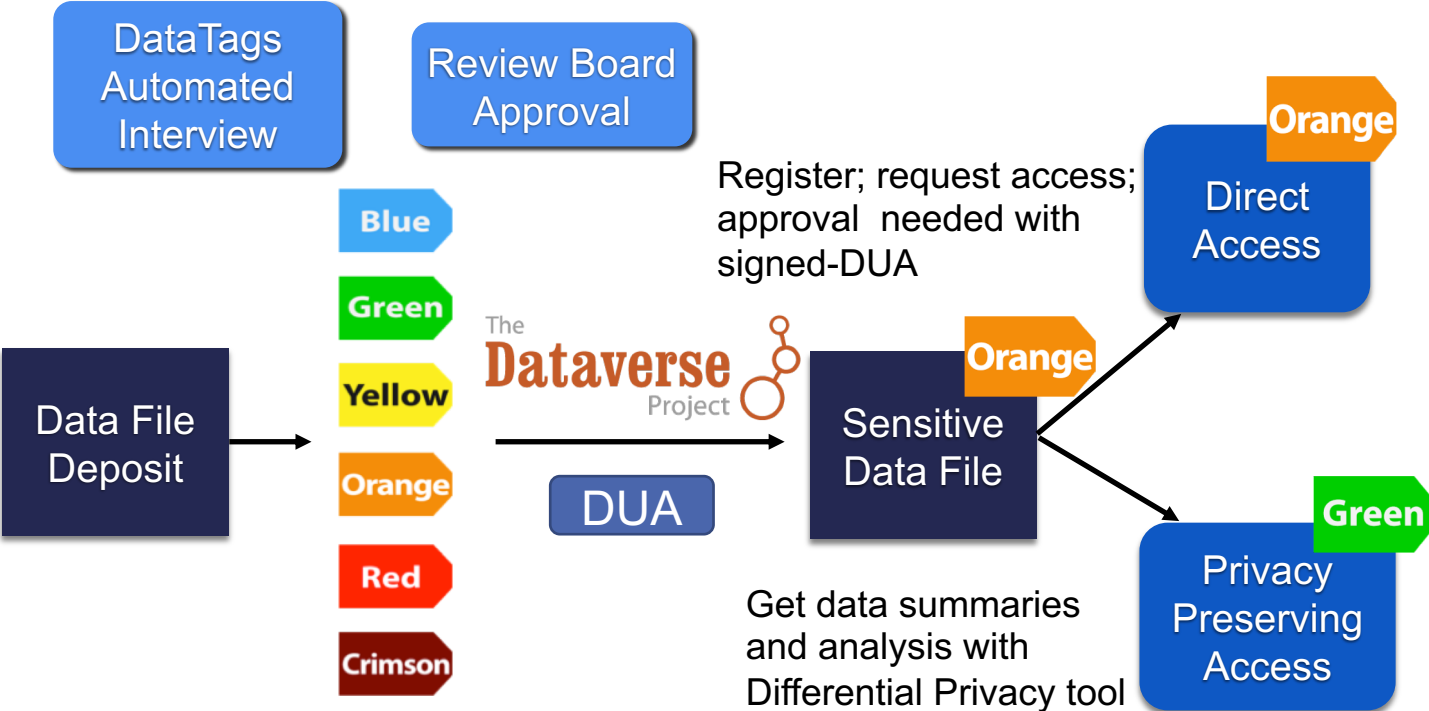 DataTags
Automated
Interview
Review Board
Approval
Register; request access;
approval needed with
signed-DUA
Orange
Direct
Access
Blue
Green
Yellow
Orange
Red
Crimson
Data File
Deposit
The
Dataverse
Project
DUA
Orange
Sensitive
Data File
Green
Privacy
Preserving
Access
Get data summaries
and analysis with
Differential Privacy tool